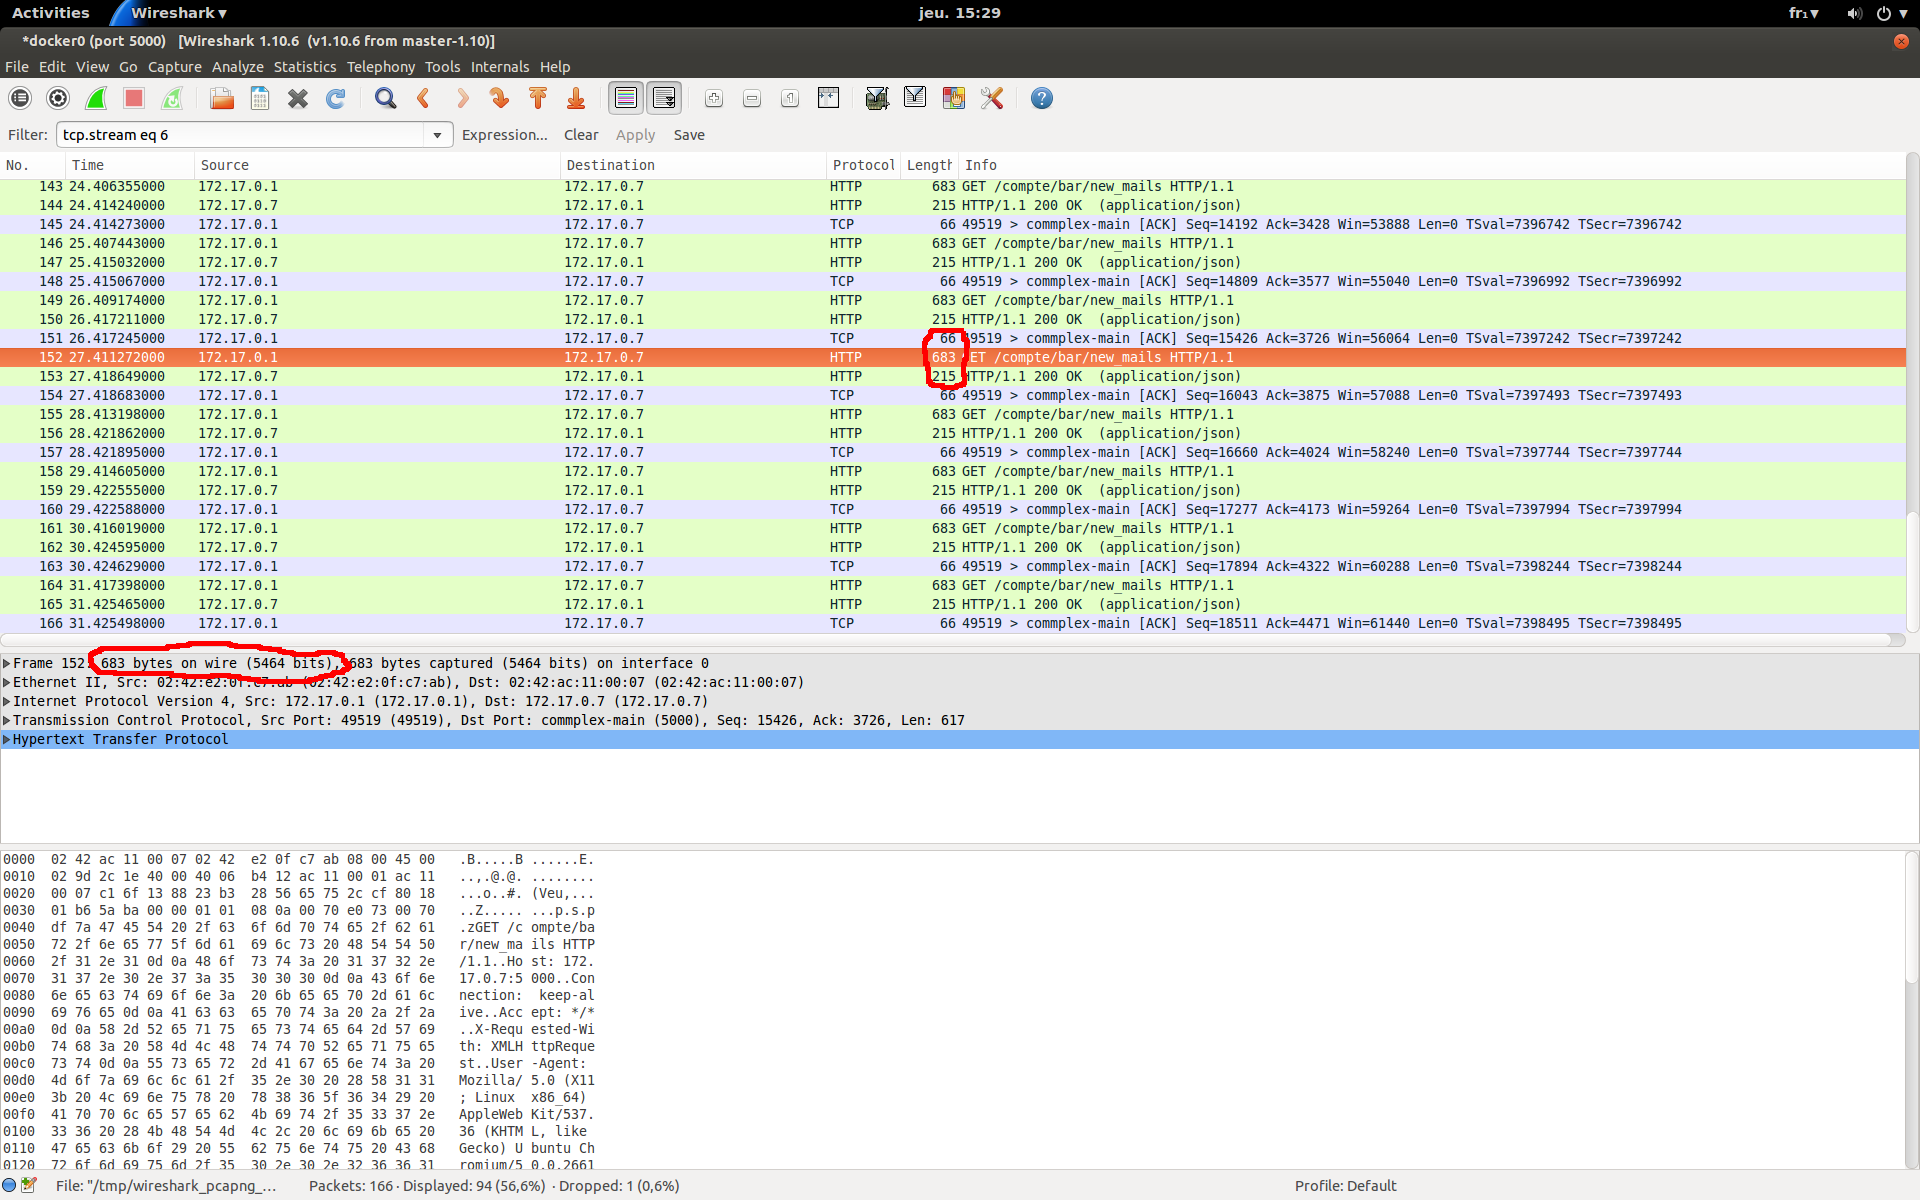 Activities Wireshark ▾ jeu. 15:29 fr₁ ▾
*docker0 (port 5000) [Wireshark 1.10.6 (v1.10.6 from master-1.10)]
File Edit View Go Capture Analyze Statistics Telephony Tools Internals Help
Filter: tcp.stream eq 6 Expression... Clear Apply Save
No. Time Source Destination Protocol Length Info
143 24.406355000 172.17.0.1 172.17.0.7 HTTP 683 GET /compte/bar/new_mails HTTP/1.1
144 24.414240000 172.17.0.7 172.17.0.1 HTTP 215 HTTP/1.1 200 OK (application/json)
145 24.414273000 172.17.0.1 172.17.0.7 TCP 66 49519 > commplex-main [ACK] Seq=14192 Ack=3428 Win=53888 Len=0 TSval=7396742 TSecr=7396742
146 25.407443000 172.17.0.1 172.17.0.7 HTTP 683 GET /compte/bar/new_mails HTTP/1.1
147 25.415032000 172.17.0.7 172.17.0.1 HTTP 215 HTTP/1.1 200 OK (application/json)
148 25.415067000 172.17.0.1 172.17.0.7 TCP 66 49519 > commplex-main [ACK] Seq=14809 Ack=3577 Win=55040 Len=0 TSval=7396992 TSecr=7396992
149 26.409174000 172.17.0.1 172.17.0.7 HTTP 683 GET /compte/bar/new_mails HTTP/1.1
150 26.417211000 172.17.0.7 172.17.0.1 HTTP 215 HTTP/1.1 200 OK (application/json)
151 26.417245000 172.17.0.1 172.17.0.7 TCP 66 49519 > commplex-main [ACK] Seq=15426 Ack=3726 Win=56064 Len=0 TSval=7397242 TSecr=7397242
152 27.411272000 172.17.0.1 172.17.0.7 HTTP 683 GET /compte/bar/new_mails HTTP/1.1
153 27.418649000 172.17.0.7 172.17.0.1 HTTP 215 HTTP/1.1 200 OK (application/json)
154 27.418683000 172.17.0.1 172.17.0.7 TCP 66 49519 > commplex-main [ACK] Seq=16043 Ack=3875 Win=57088 Len=0 TSval=7397493 TSecr=7397493
155 28.413198000 172.17.0.1 172.17.0.7 HTTP 683 GET /compte/bar/new_mails HTTP/1.1
156 28.421862000 172.17.0.7 172.17.0.1 HTTP 215 HTTP/1.1 200 OK (application/json)
157 28.421895000 172.17.0.1 172.17.0.7 TCP 66 49519 > commplex-main [ACK] Seq=16660 Ack=4024 Win=58240 Len=0 TSval=7397744 TSecr=7397744
158 29.414605000 172.17.0.1 172.17.0.7 HTTP 683 GET /compte/bar/new_mails HTTP/1.1
159 29.422555000 172.17.0.7 172.17.0.1 HTTP 215 HTTP/1.1 200 OK (application/json)
160 29.422588000 172.17.0.1 172.17.0.7 TCP 66 49519 > commplex-main [ACK] Seq=17277 Ack=4173 Win=59264 Len=0 TSval=7397994 TSecr=7397994
161 30.416019000 172.17.0.1 172.17.0.7 HTTP 683 GET /compte/bar/new_mails HTTP/1.1
162 30.424595000 172.17.0.7 172.17.0.1 HTTP 215 HTTP/1.1 200 OK (application/json)
163 30.424629000 172.17.0.1 172.17.0.7 TCP 66 49519 > commplex-main [ACK] Seq=17894 Ack=4322 Win=60288 Len=0 TSval=7398244 TSecr=7398244
164 31.417398000 172.17.0.1 172.17.0.7 HTTP 683 GET /compte/bar/new_mails HTTP/1.1
165 31.425465000 172.17.0.7 172.17.0.1 HTTP 215 HTTP/1.1 200 OK (application/json)
166 31.425498000 172.17.0.1 172.17.0.7 TCP 66 49519 > commplex-main [ACK] Seq=18511 Ack=4471 Win=61440 Len=0 TSval=7398495 TSecr=7398495
Frame 152: 683 bytes on wire (5464 bits), 683 bytes captured (5464 bits) on interface 0
Ethernet II, Src: 02:42:e2:0f:c7:ab (02:42:e2:0f:c7:ab), Dst: 02:42:ac:11:00:07 (02:42:ac:11:00:07)
Internet Protocol Version 4, Src: 172.17.0.1 (172.17.0.1), Dst: 172.17.0.7 (172.17.0.7)
Transmission Control Protocol, Src Port: 49519 (49519), Dst Port: commplex-main (5000), Seq: 15426, Ack: 3726, Len: 617
Hypertext Transfer Protocol
0000 02 42 ac 11 00 07 02 42 e2 0f c7 ab 08 00 45 00 .B.....B ......E.
0010 02 9d 2c 1e 40 00 40 06 b4 12 ac 11 00 01 ac 11 ..,.@.@. ........
0020 00 07 c1 6f 13 88 23 b3 28 56 65 75 2c cf 80 18 ...o..#. (Veu,...
0030 01 b6 5a ba 00 00 01 01 08 0a 00 70 e0 73 00 70 ..Z..... ...p.s.p
0040 df 7a 47 45 54 20 2f 63 6f 6d 70 74 65 2f 62 61 .zGET /c ompte/ba
0050 72 2f 6e 65 77 5f 6d 61 69 6c 73 20 48 54 54 50 r/new_ma ils HTTP
0060 2f 31 2e 31 0d 0a 48 6f 73 74 3a 20 31 37 32 2e /1.1..Ho st: 172.
0070 31 37 2e 30 2e 37 3a 35 30 30 30 0d 0a 43 6f 6e 17.0.7:5 000..Con
0080 6e 65 63 74 69 6f 6e 3a 20 6b 65 65 70 2d 61 6c nection: keep-al
0090 69 76 65 0d 0a 41 63 63 65 70 74 3a 20 2a 2f 2a ive..Acc ept: */*
00a0 0d 0a 58 2d 52 65 71 75 65 73 74 65 64 2d 57 69 ..X-Requ ested-Wi
00b0 74 68 3a 20 58 4d 4c 48 74 74 70 52 65 71 75 65 th: XMLH ttpReque
00c0 73 74 0d 0a 55 73 65 72 2d 41 67 65 6e 74 3a 20 st..User -Agent:
00d0 4d 6f 7a 69 6c 6c 61 2f 35 2e 30 20 28 58 31 31 Mozilla/ 5.0 (X11
00e0 3b 20 4c 69 6e 75 78 20 78 38 36 5f 36 34 29 20 ; Linux x86_64)
00f0 41 70 70 6c 65 57 65 62 4b 69 74 2f 35 33 37 2e AppleWeb Kit/537.
0100 33 36 20 28 4b 48 54 4d 4c 2c 20 6c 69 6b 65 20 36 (KHTM L, like
0110 47 65 63 6b 6f 29 20 55 62 75 6e 74 75 20 43 68 Gecko) U buntu Ch
0120 72 6f 6d 69 75 6d 2f 35 30 2e 30 2e 32 36 36 31 romium/5 0.0.2661
File: "/tmp/wireshark_pcapng_... Packets: 166 · Displayed: 94 (56,6%) · Dropped: 1 (0,6%) Profile: Default